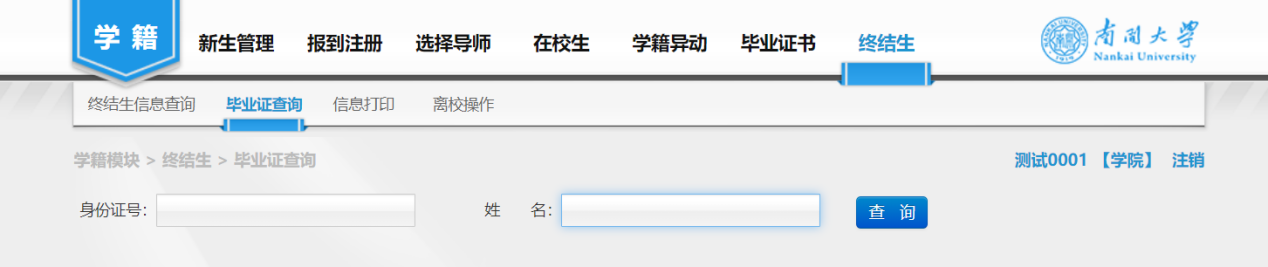 学籍 新生管理 报到注册 选择导师 在校生 学籍异动 毕业证书 终结生 南开大学
Nankai University
终结生信息查询 毕业证查询 信息打印 离校操作
学籍模块 > 终结生 > 毕业证查询 测试0001 【学院】 注销
身份证号: 姓 名: 查 询